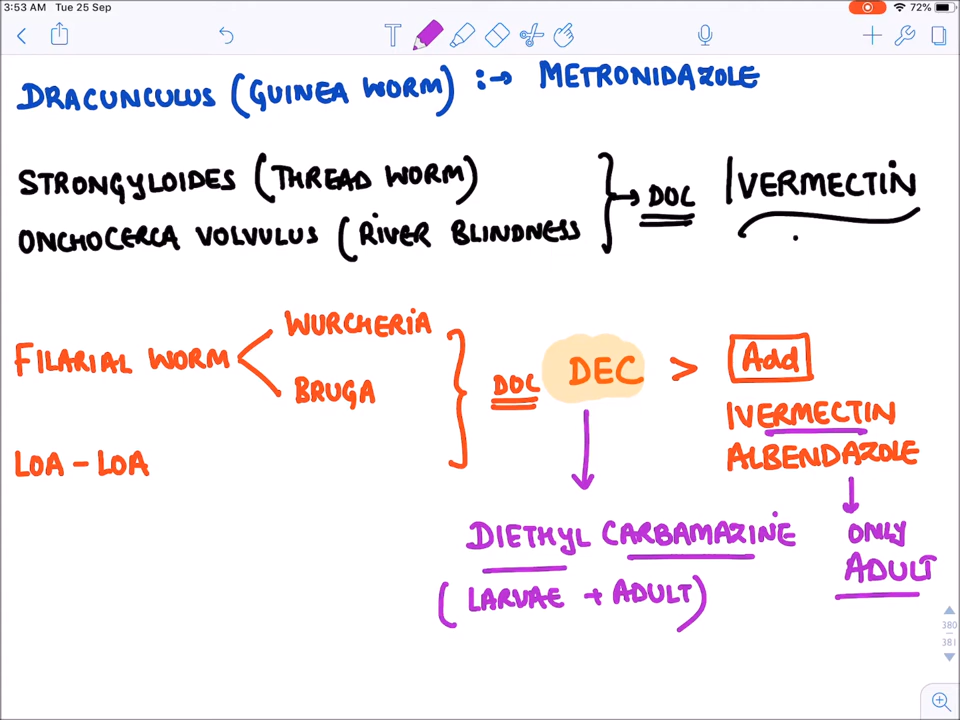 3:53 AM Tue 25 Sep 72%
T
DRACUNCULUS (GUINEA WORM) :→ METRONIDAZOLE
STRONGYLOIDES (THREAD WORM)
ONCHOCERCA VOLVULUS (RIVER BLINDNESS
→ DOC IVERMECTIN
FILARIAL WORM
WURCHERIA
BRUGA
LOA - LOA
DOC DEC > Add
IVERMECTIN
ALBENDAZOLE
DIETHYL CARBAMAZINE
(LARVAE + ADULT)
ONLY
ADULT
380
381